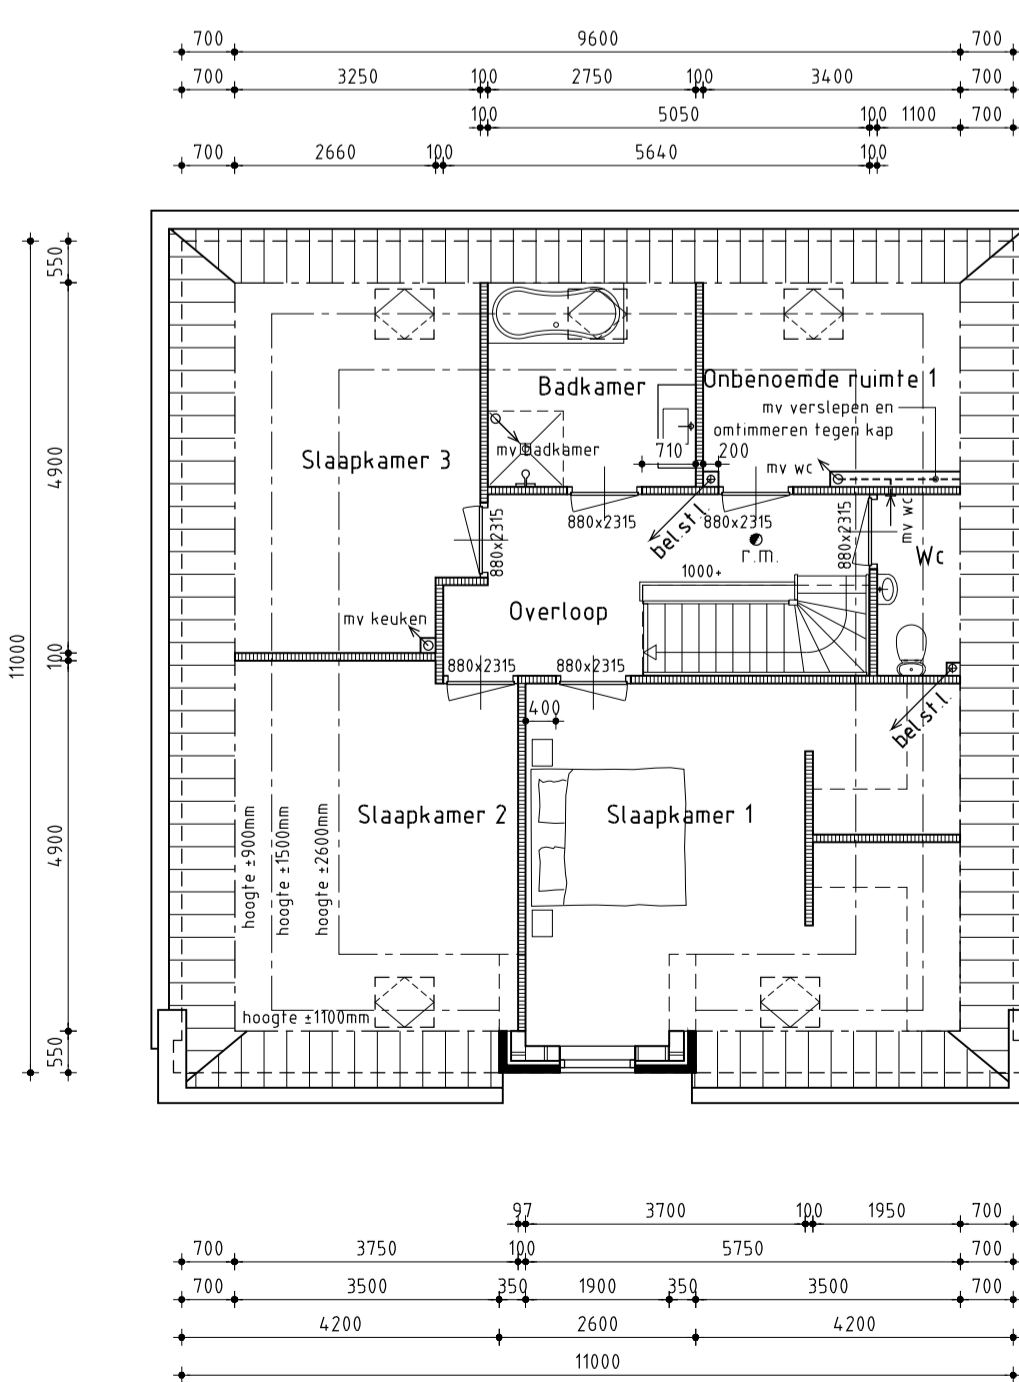 700 9600 700
700 3250 100 2750 100 3400 700
100 5050 100 1100 700
700 2660 100 5640 100
550
4900
100
4900
550
11000
Badkamer
Onbenoemde ruimte 1
mv verslepen en
omtimmeren tegen kap
Slaapkamer 3
mv badkamer
710
200
mv wc
mv wc
880x2315
880x2315
880x2315
880x2315
bel.st.l.
r.m.
Wc
1000+
Overloop
mv keuken
880x2315
880x2315
400
bel.st.l.
Slaapkamer 2
Slaapkamer 1
hoogte ±900mm
hoogte ±1500mm
hoogte ±2600mm
hoogte ±1100mm
97 3700 100 1950 700
700 3750 100 5750 700
700 3500 350 1900 350 3500 700
4200 2600 4200
11000